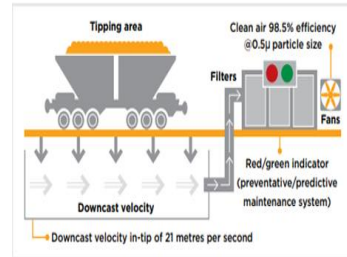 Tipping area
Clean air 98.5% efficiency
@0.5µ particle size
Filters
Fans
Red/green indicator
(preventative/predictive
maintenance system)
Downcast velocity
Downcast velocity in-tip of 21 metres per second